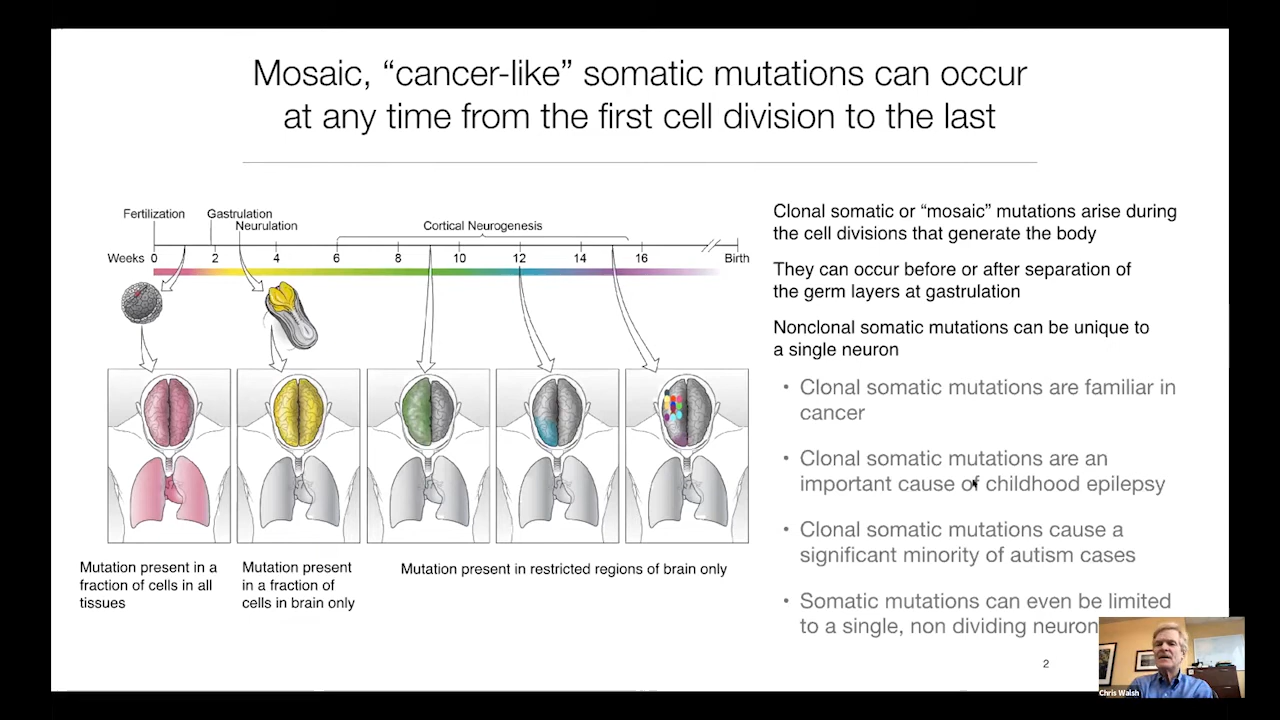 Mosaic, “cancer-like” somatic mutations can occur
at any time from the first cell division to the last
Fertilization
Gastrulation
Neurulation
Cortical Neurogenesis
Weeks 0 2 4 6 8 10 12 14 16 Birth
Mutation present in a
fraction of cells in all
tissues
Mutation present
in a fraction of
cells in brain only
Mutation present in restricted regions of brain only
Clonal somatic or “mosaic” mutations arise during
the cell divisions that generate the body
They can occur before or after separation of
the germ layers at gastrulation
Nonclonal somatic mutations can be unique to
a single neuron
• Clonal somatic mutations are familiar in
cancer
• Clonal somatic mutations are an
important cause of childhood epilepsy
• Clonal somatic mutations cause a
significant minority of autism cases
• Somatic mutations can even be limited
to a single, non dividing neuron
2
Chris Walsh